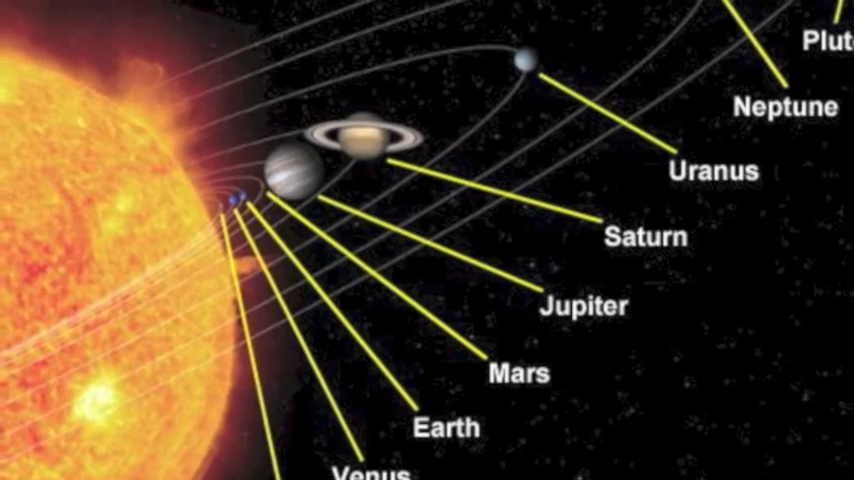 Plut
Neptune
Uranus
Saturn
Jupiter
Mars
Earth
Venus